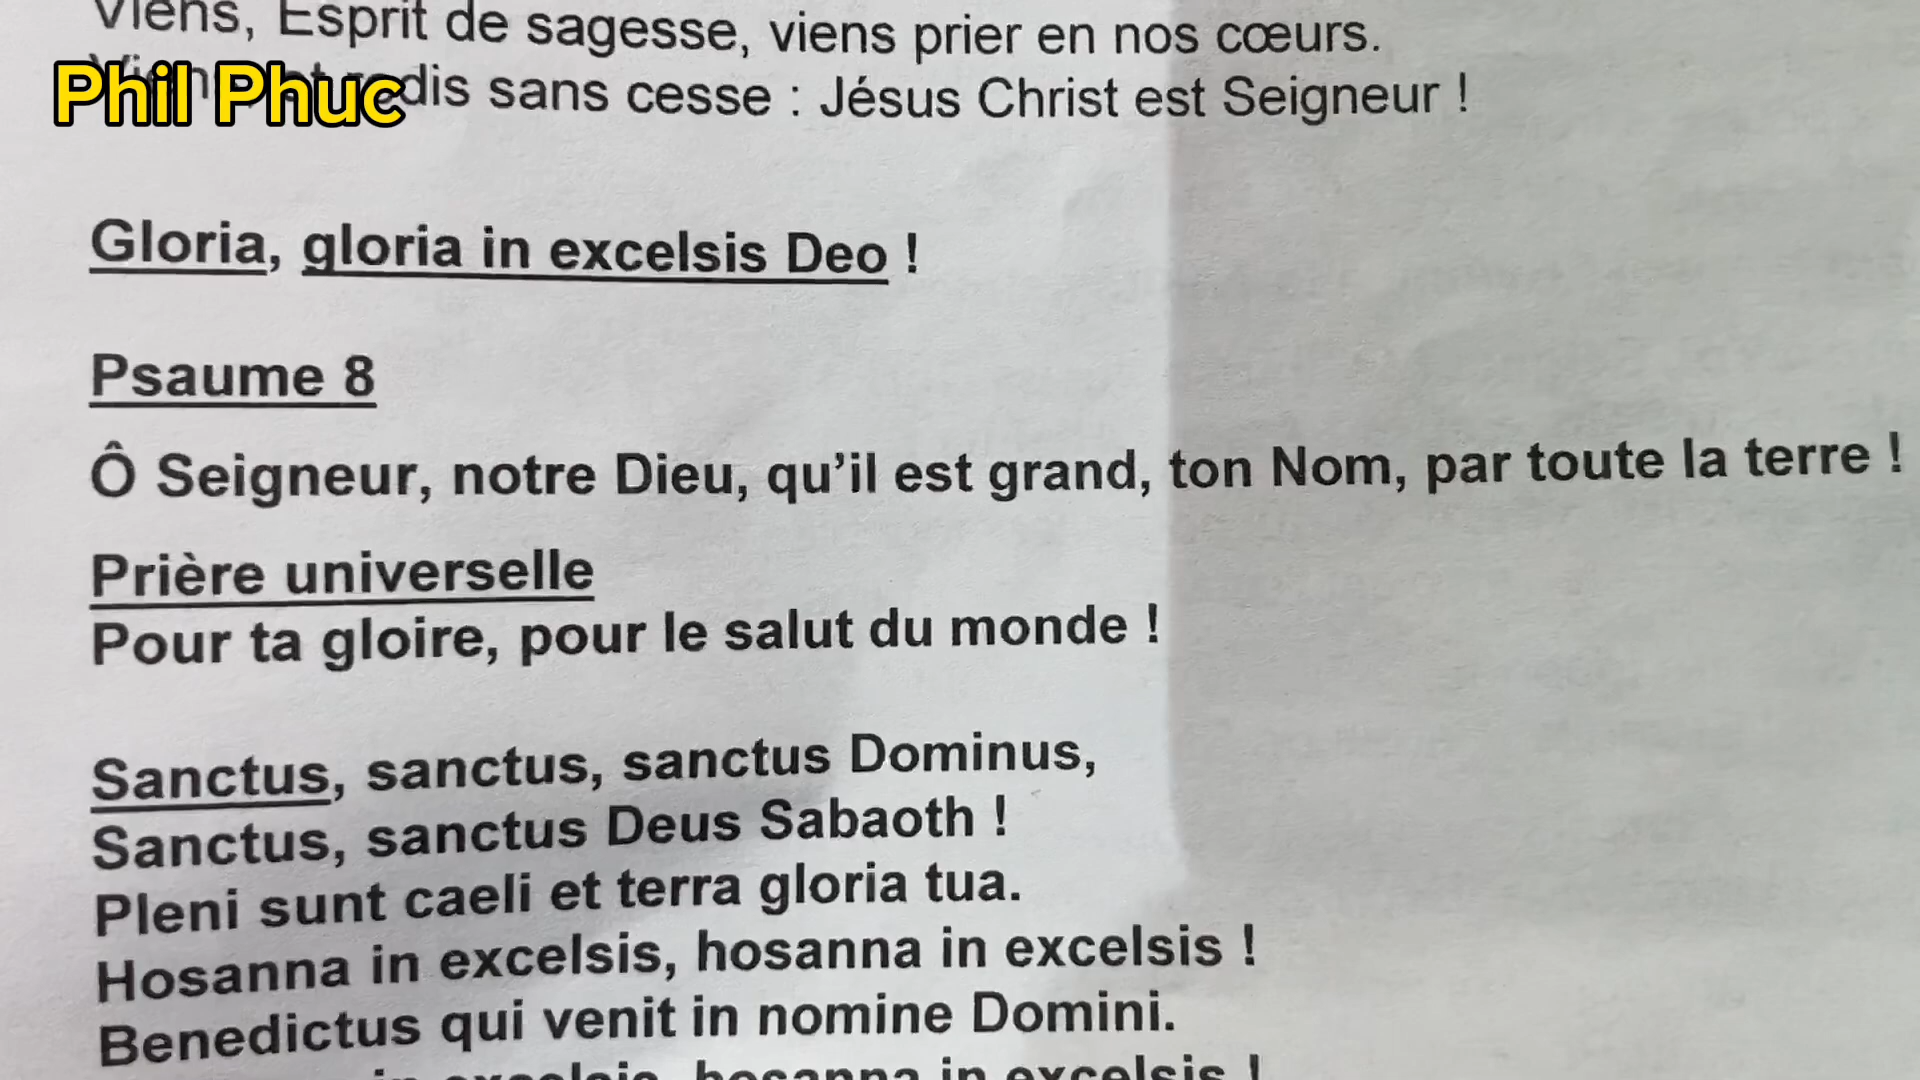 Viens, Esprit de sagesse, viens prier en nos cœurs.
Phil Phuc
sans cesse : Jésus Christ est Seigneur !
Gloria, gloria in excelsis Deo !
Psaume 8
Ô Seigneur, notre Dieu, qu’il est grand, ton Nom, par toute la terre !
Prière universelle
Pour ta gloire, pour le salut du monde !
Sanctus, sanctus, sanctus Dominus,
Sanctus, sanctus Deus Sabaoth !
Pleni sunt caeli et terra gloria tua.
Hosanna in excelsis, hosanna in excelsis !
Benedictus qui venit in nomine Domini.
in excelsis, hosanna in excelsis !